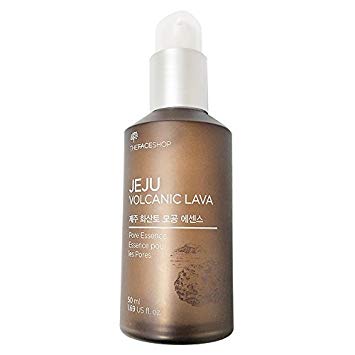 THEFACESHOP
JEJU
VOLCANIC LAVA
제주 화산토 모공 에센스
Pore Essence
Essence pour
les Pores
50 ml
1.69 US fl. oz.